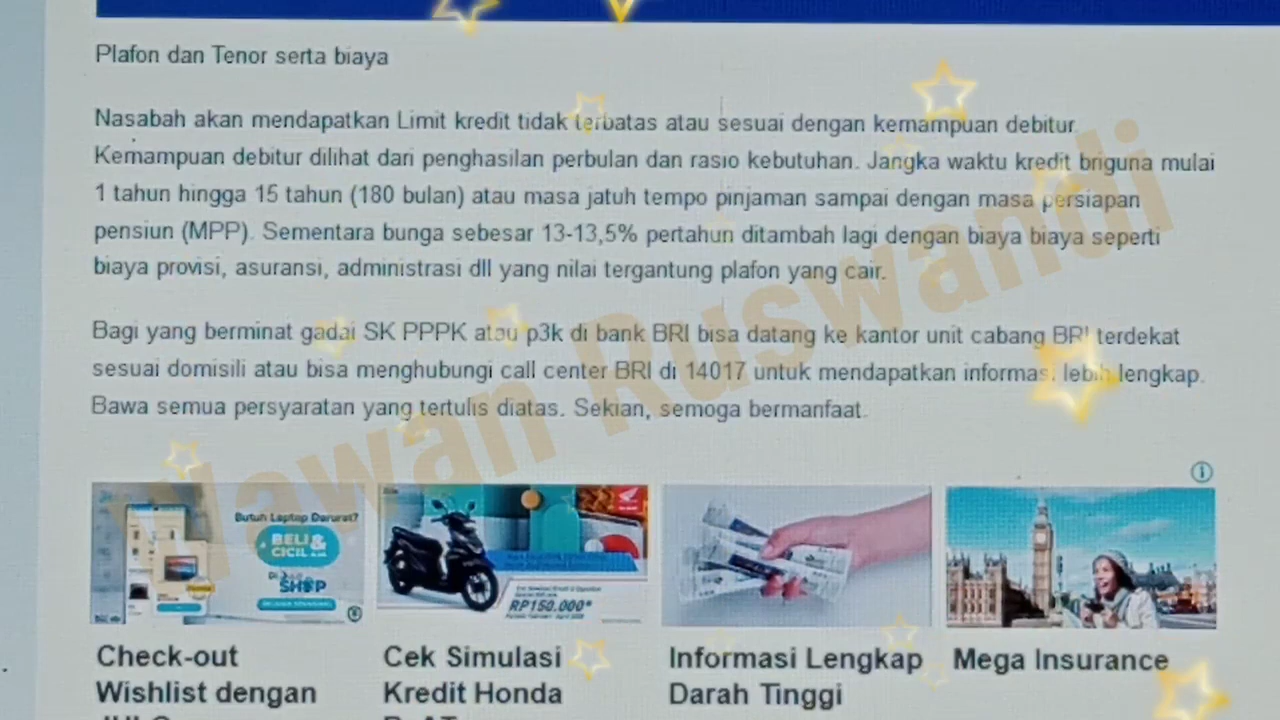 Plafon dan Tenor serta biaya
Nasabah akan mendapatkan Limit kredit tidak terbatas atau sesuai dengan kemampuan debitur.
Kemampuan debitur dilihat dari penghasilan perbulan dan rasio kebutuhan. Jangka waktu kredit briguna mulai
1 tahun hingga 15 tahun (180 bulan) atau masa jatuh tempo pinjaman sampai dengan masa persiapan
pensiun (MPP). Sementara bunga sebesar 13-13,5% pertahun ditambah lagi dengan biaya biaya seperti
biaya provisi, asuransi, administrasi dll yang nilai tergantung plafon yang cair.
Bagi yang berminat gadai SK PPPK atau p3k di bank BRI bisa datang ke kantor unit cabang BRI terdekat
sesuai domisili atau bisa menghubungi call center BRI di 14017 untuk mendapatkan informasi lebih lengkap.
Bawa semua persyaratan yang tertulis diatas. Sekian, semoga bermanfaat.
Wawan Ruswandi
Butuh Laptop Darurat?
BELI &
CICIL
SHOP
RP150.000*
Check-out
Wishlist dengan
Cek Simulasi
Kredit Honda
Informasi Lengkap
Darah Tinggi
Mega Insurance